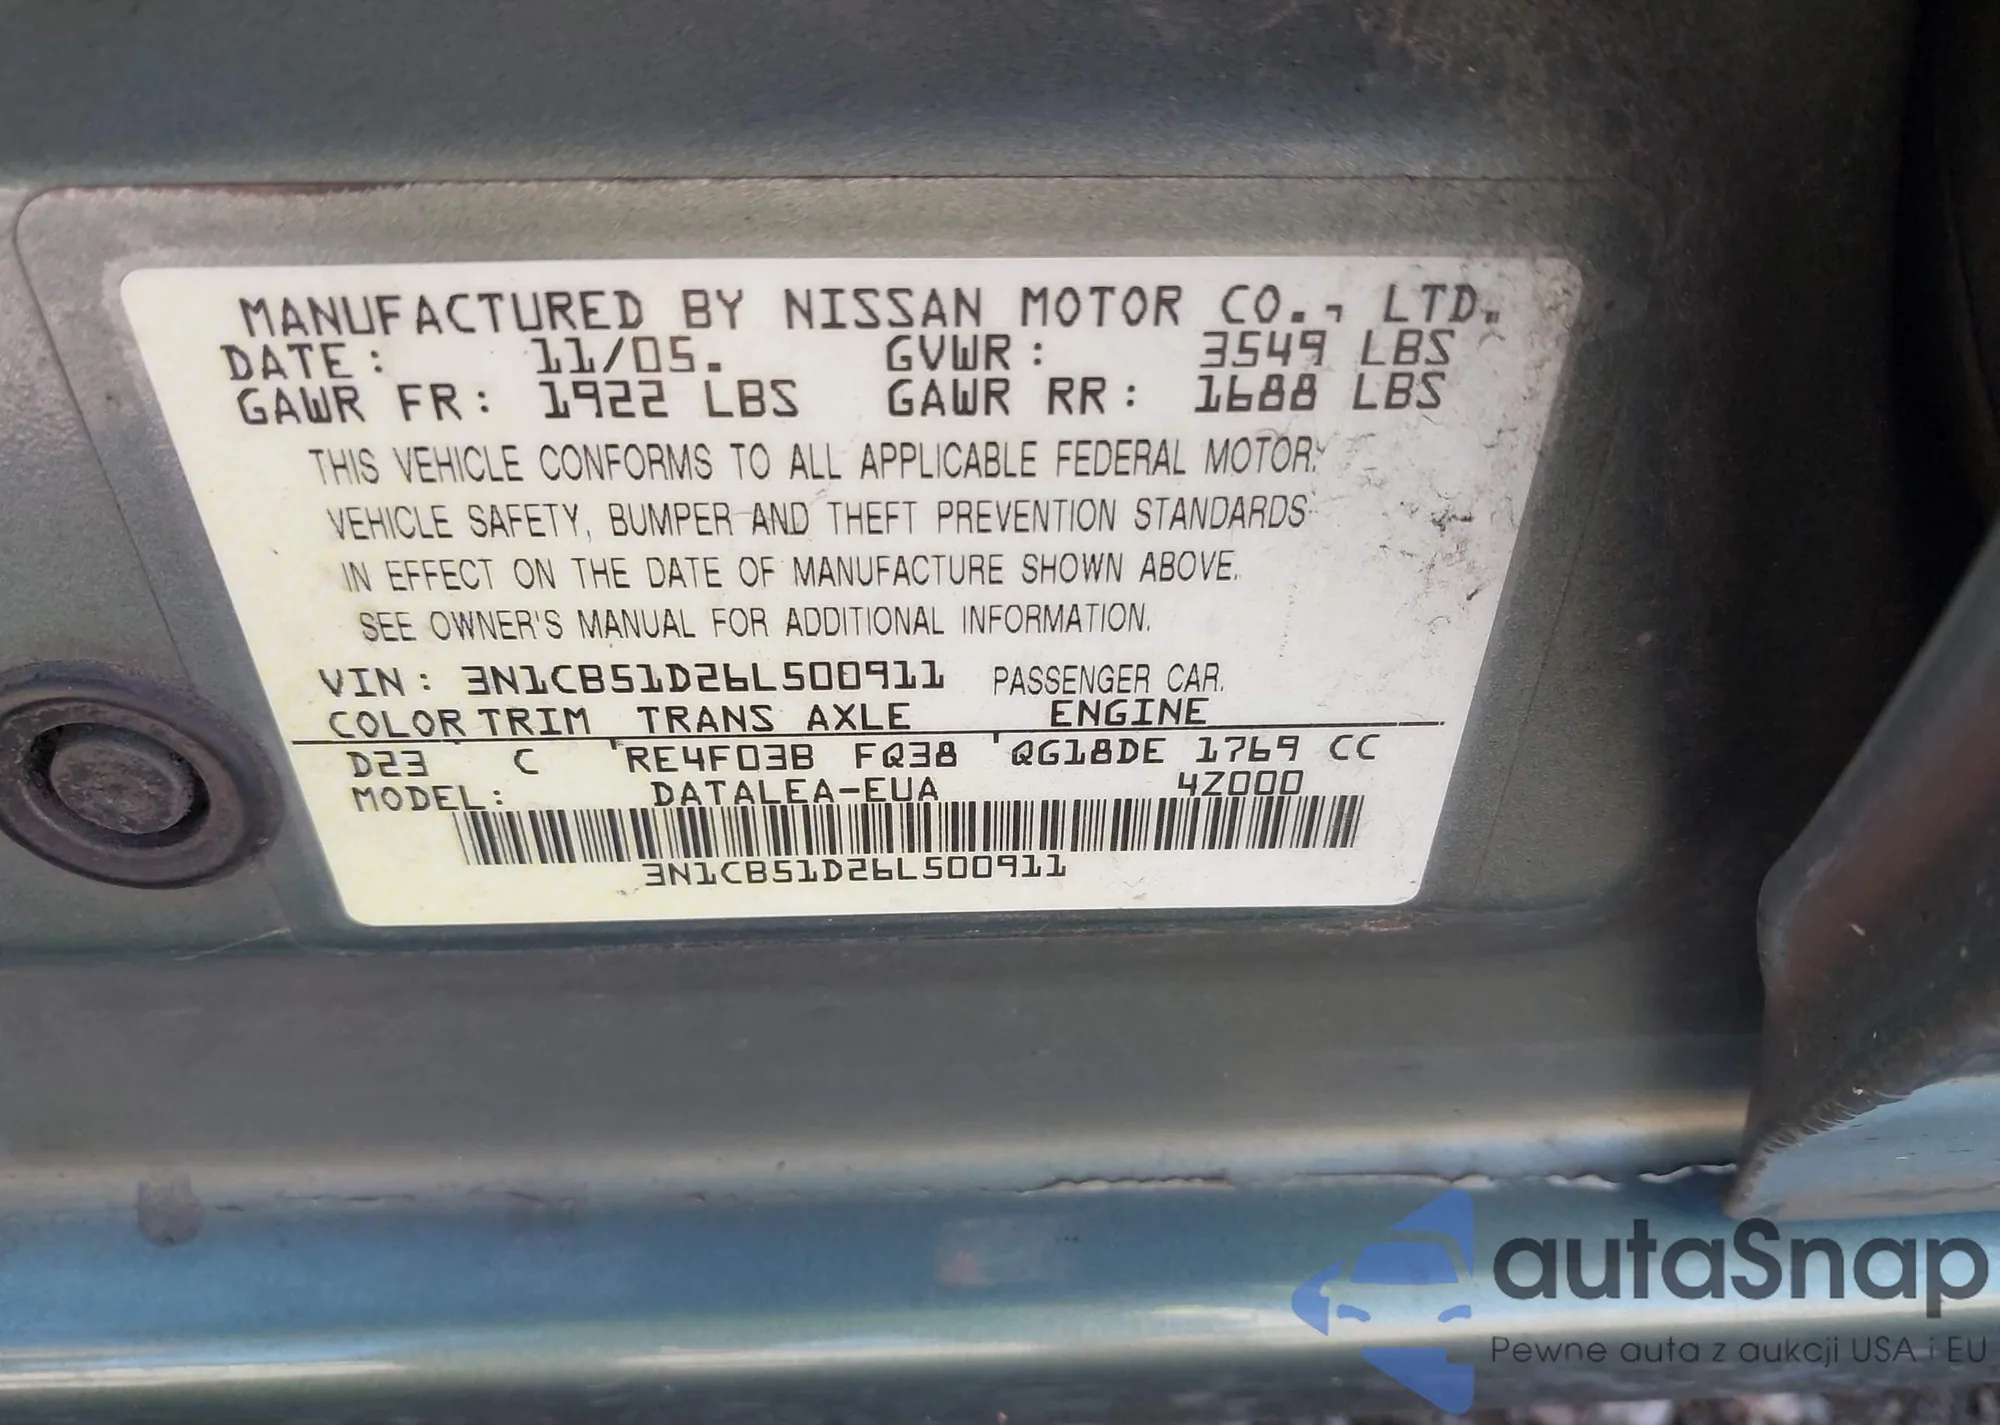 MANUFACTURED BY NISSAN MOTOR CO., LTD.
DATE: 11/05. GVWR: 3549 LBS
GAWR FR: 1922 LBS GAWR RR: 1688 LBS
THIS VEHICLE CONFORMS TO ALL APPLICABLE FEDERAL MOTOR
VEHICLE SAFETY, BUMPER AND THEFT PREVENTION STANDARDS
IN EFFECT ON THE DATE OF MANUFACTURE SHOWN ABOVE.
SEE OWNER'S MANUAL FOR ADDITIONAL INFORMATION.
VIN: 3N1CB51D26L500911 PASSENGER CAR.
COLOR TRIM TRANS AXLE ENGINE
D23 C RE4F03B FQ38 QG18DE 1769 CC
MODEL: DATALEA-EUA 4Z000
3N1CB51D26L500911
autaSnap
Pewne auta z aukcji USA i EU